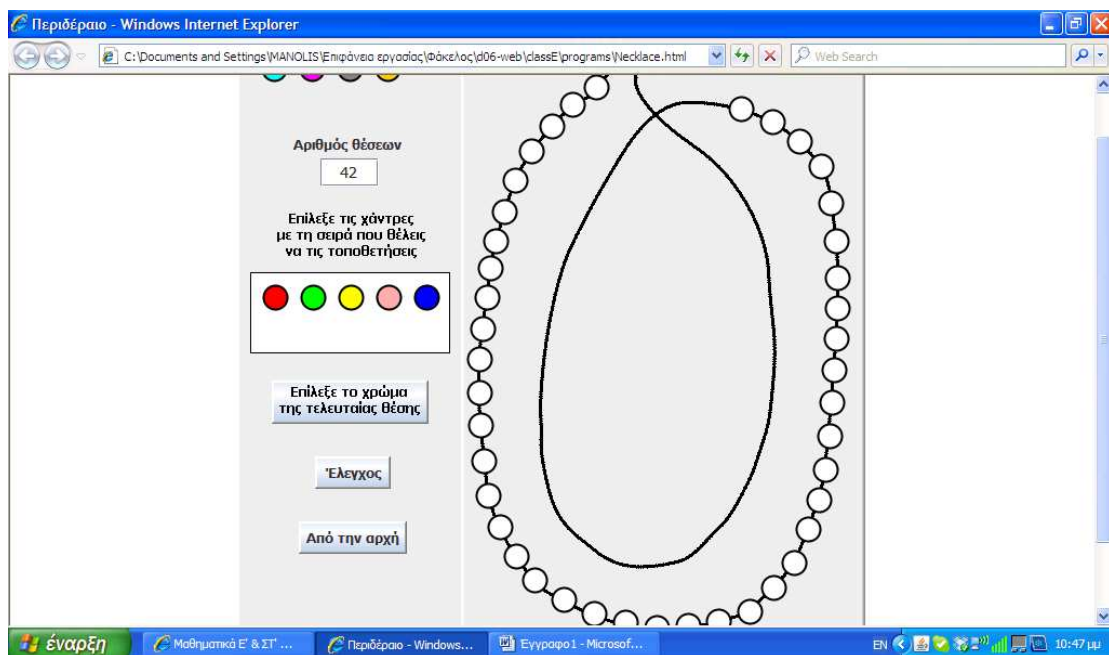 Περιδέραιο - Windows Internet Explorer
C:\Documents and Settings\MANOLIS\Επιφάνεια εργασίας\Φάκελος\d06-web\classE\programs\Necklace.html
Web Search
Αριθμός θέσεων
42
Επίλεξε τις χάντρες
με τη σειρά που θέλεις
να τις τοποθετήσεις
Επίλεξε το χρώμα
της τελευταίας θέσης
Έλεγχος
Από την αρχή
έναρξη
Μαθηματικά Ε' & ΣΤ' ...
Περιδέραιο - Windows...
Έγγραφο1 - Microsof...
EN
10:47 μμ